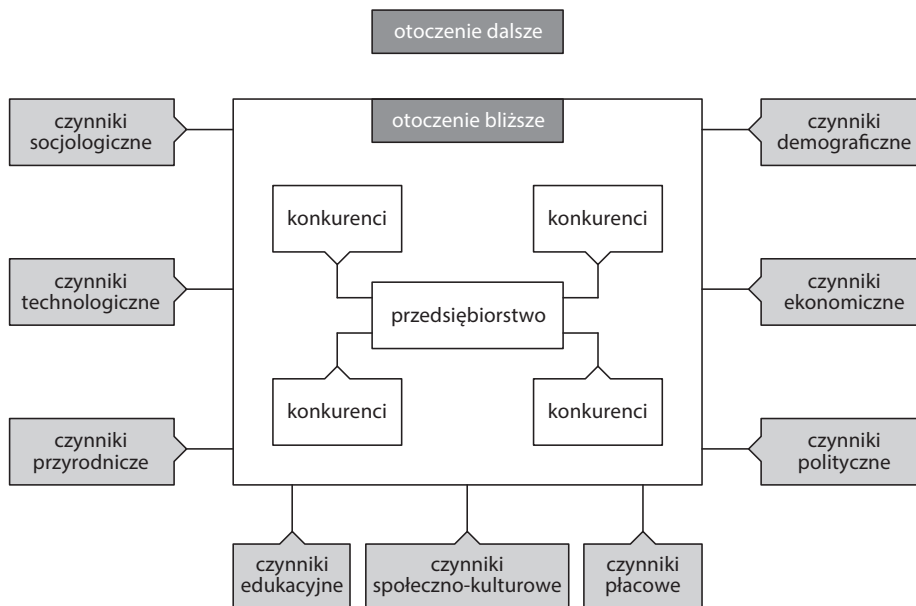 otoczenie dalsze
otoczenie bliższe
czynniki
socjologiczne
czynniki
demograficzne
konkurenci
konkurenci
czynniki
technologiczne
przedsiębiorstwo
czynniki
ekonomiczne
konkurenci
konkurenci
czynniki
przyrodnicze
czynniki
polityczne
czynniki
edukacyjne
czynniki
społeczno-kulturowe
czynniki
płacowe